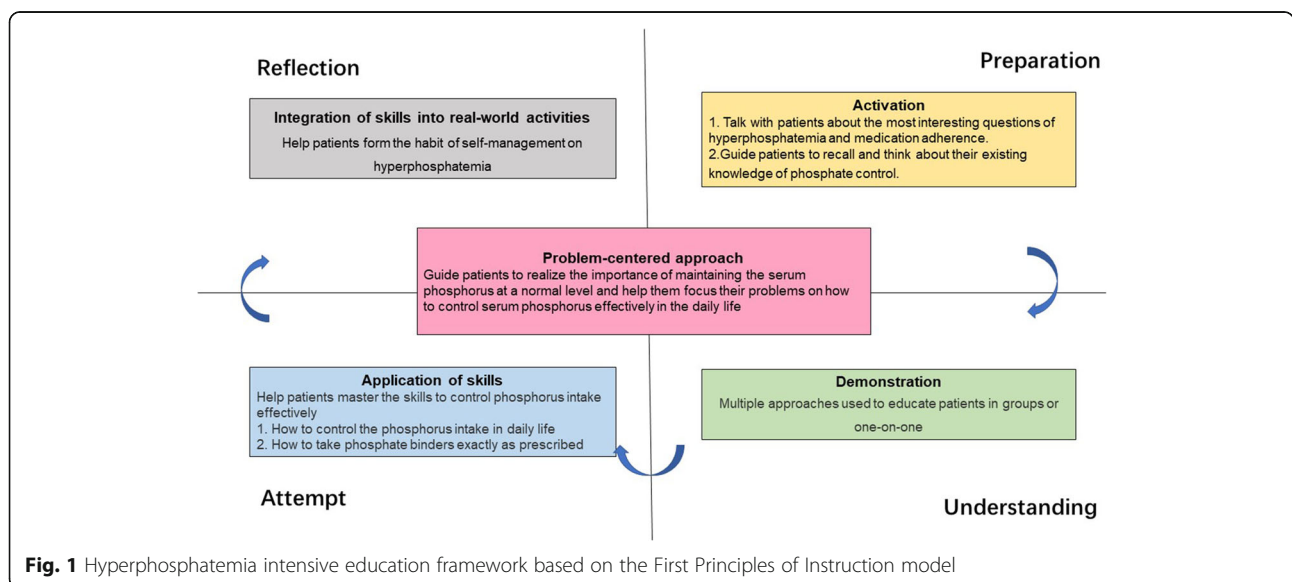 Reflection
Preparation
Integration of skills into real-world activities
Help patients form the habit of self-management on
hyperphosphatemia
Activation
1. Talk with patients about the most interesting questions of
hyperphosphatemia and medication adherence.
2.Guide patients to recall and think about their existing
knowledge of phosphate control.
Problem-centered approach
Guide patients to realize the importance of maintaining the serum
phosphorus at a normal level and help them focus their problems on how
to control serum phosphorus effectively in the daily life
Application of skills
Help patients master the skills to control phosphorus intake
effectively
1. How to control the phosphorus intake in daily life
2. How to take phosphate binders exactly as prescribed
Demonstration
Multiple approaches used to educate patients in groups or
one-on-one
Attempt
Understanding
Fig. 1 Hyperphosphatemia intensive education framework based on the First Principles of Instruction model